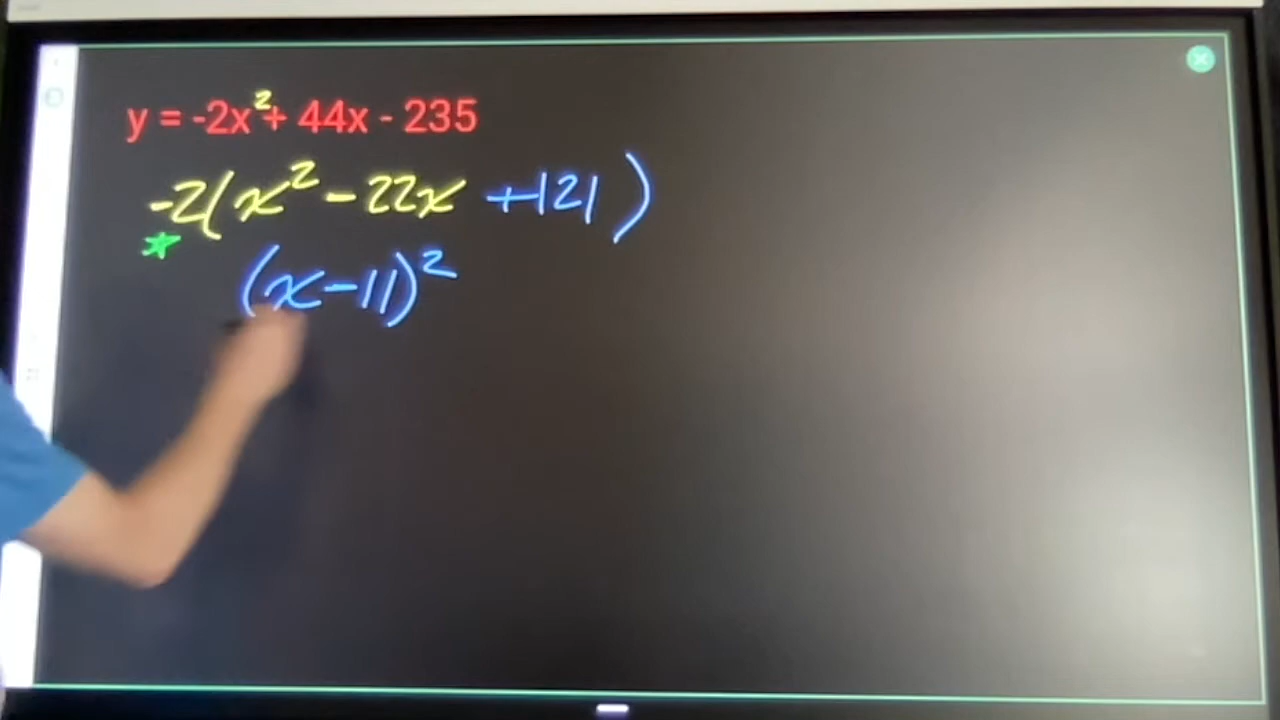 y = -2x²+ 44x - 235
-2(x² - 22x +121)
(x-11)²